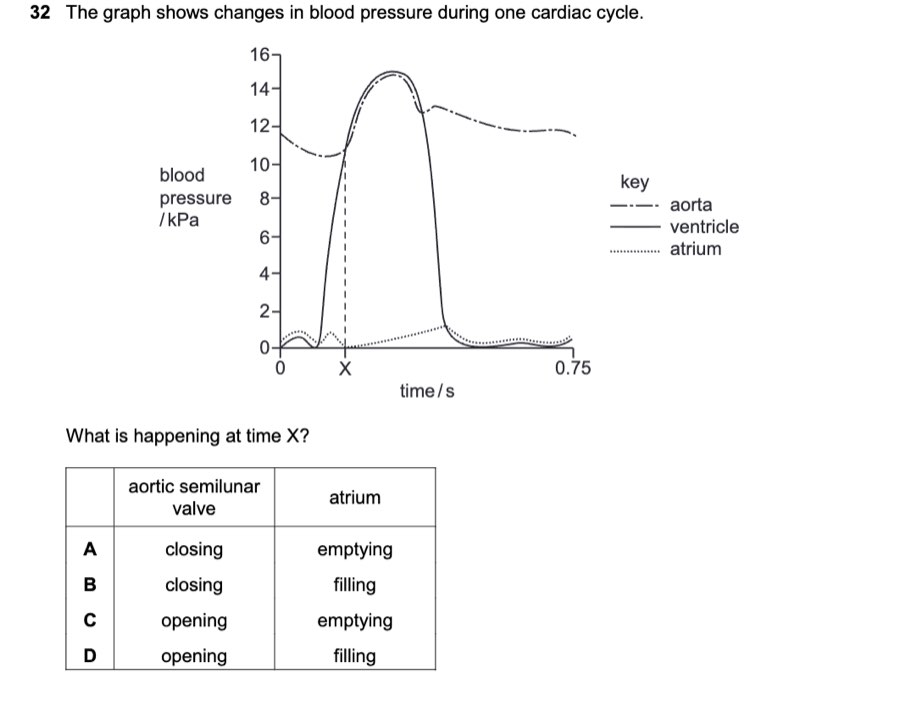 32 The graph shows changes in blood pressure during one cardiac cycle.
16
14
12
10
8
6
4
2
0
blood
pressure
/ kPa
0 X 0.75
time / s
key
aorta
ventricle
atrium
What is happening at time X?
aortic semilunar valve atrium
A closing emptying
B closing filling
C opening emptying
D opening filling